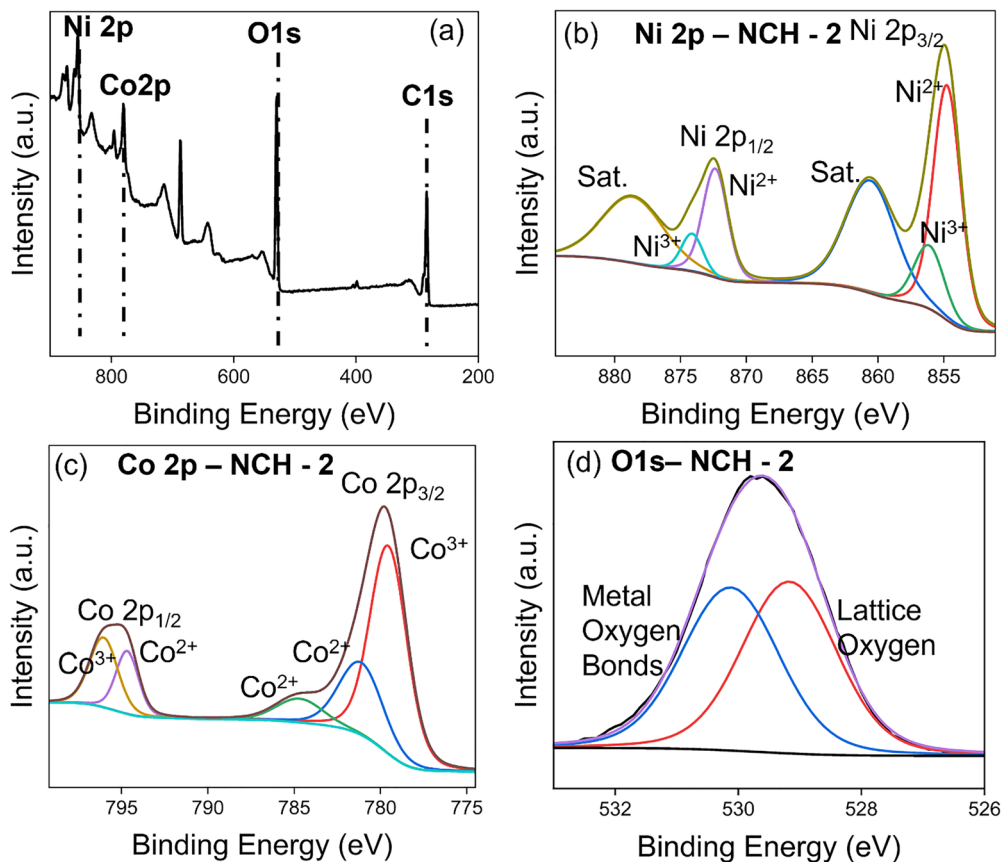 (a)
Ni 2p
Co2p
O1s
C1s
Intensity (a.u.)
800
600
400
200
Binding Energy (eV)
(b)
Ni 2p – NCH - 2
Ni 2p3/2
Ni2+
Ni 2p1/2
Ni2+
Sat.
Sat.
Ni3+
Ni3+
Intensity (a.u.)
880
875
870
865
860
855
Binding Energy (eV)
(c)
Co 2p – NCH - 2
Co 2p3/2
Co3+
Co 2p1/2
Co3+
Co2+
Co2+
Co2+
Intensity (a.u.)
795
790
785
780
775
Binding Energy (eV)
(d)
O1s– NCH - 2
Metal
Oxygen
Bonds
Lattice
Oxygen
Intensity (a.u.)
532
530
528
526
Binding Energy (eV)